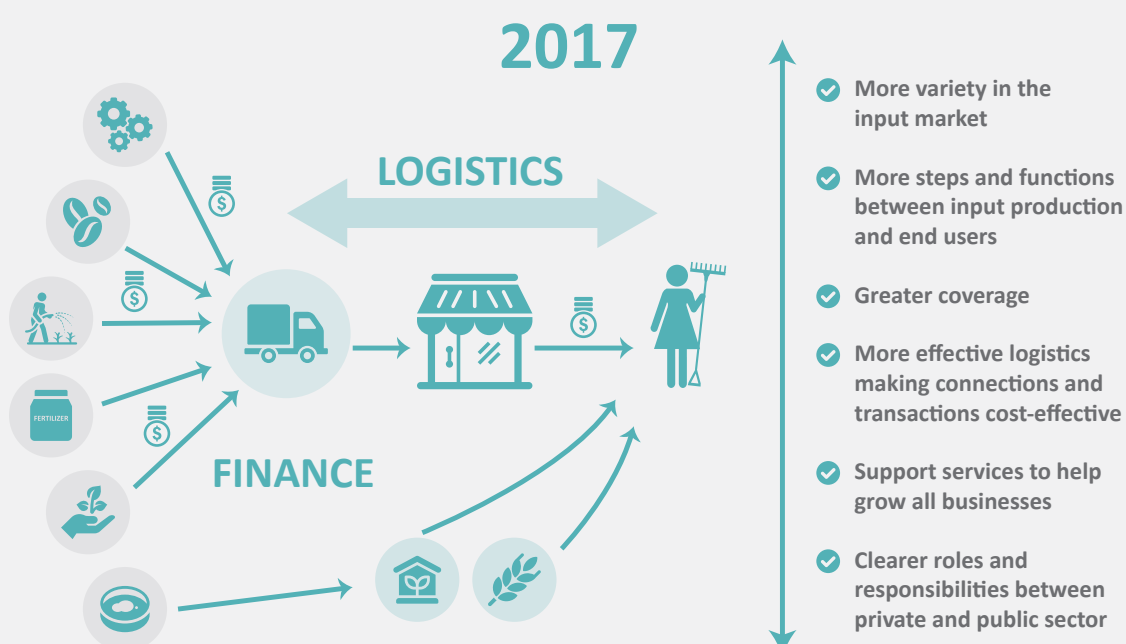 2017
LOGISTICS
$
$
$
FERTILIZER
$
FINANCE
More variety in the
input market
More steps and functions
between input production
and end users
Greater coverage
More effective logistics
making connections and
transactions cost-effective
Support services to help
grow all businesses
Clearer roles and
responsibilities between
private and public sector